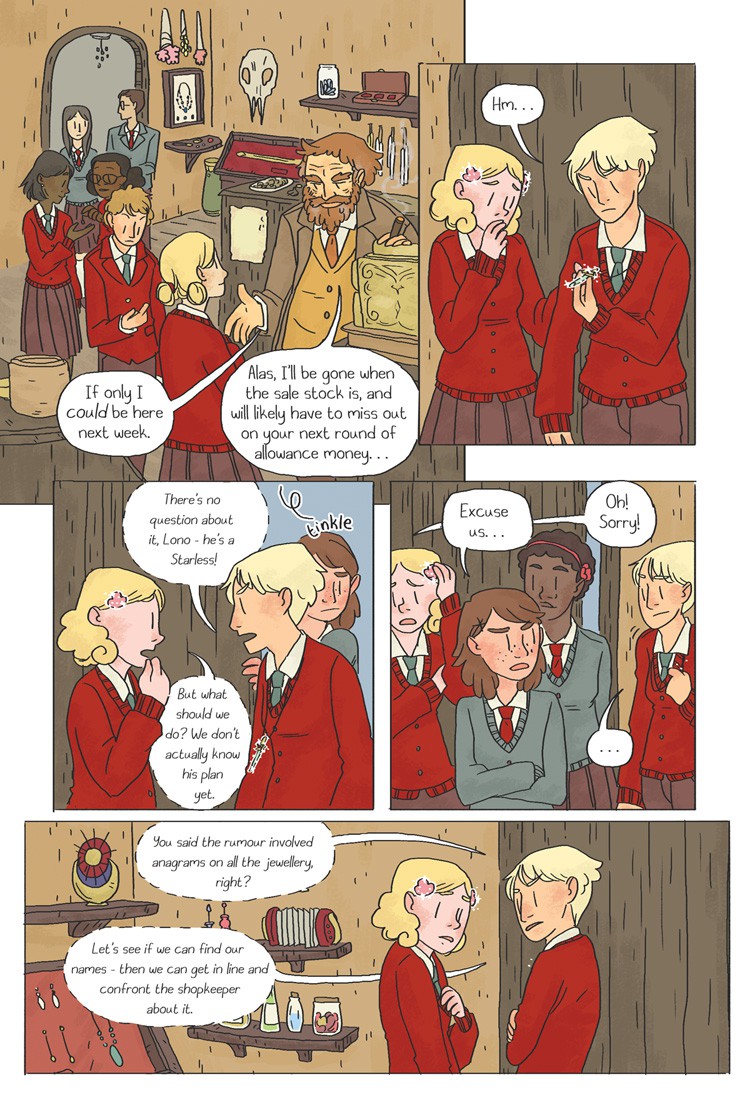 If only I
could be here
next week.
Alas, I'll be gone when
the sale stock is, and
will likely have to miss out
on your next round of
allowance money. . .
Hm. . .
There's no
question about
it, Lono - he's a
Starless!
tinkle
But what
should we
do? We don't
actually know
his plan
yet.
Excuse
us. . .
Oh!
Sorry!
. . .
You said the rumour involved
anagrams on all the jewellery,
right?
Let's see if we can find our
names - then we can get in line and
confront the shopkeeper
about it.